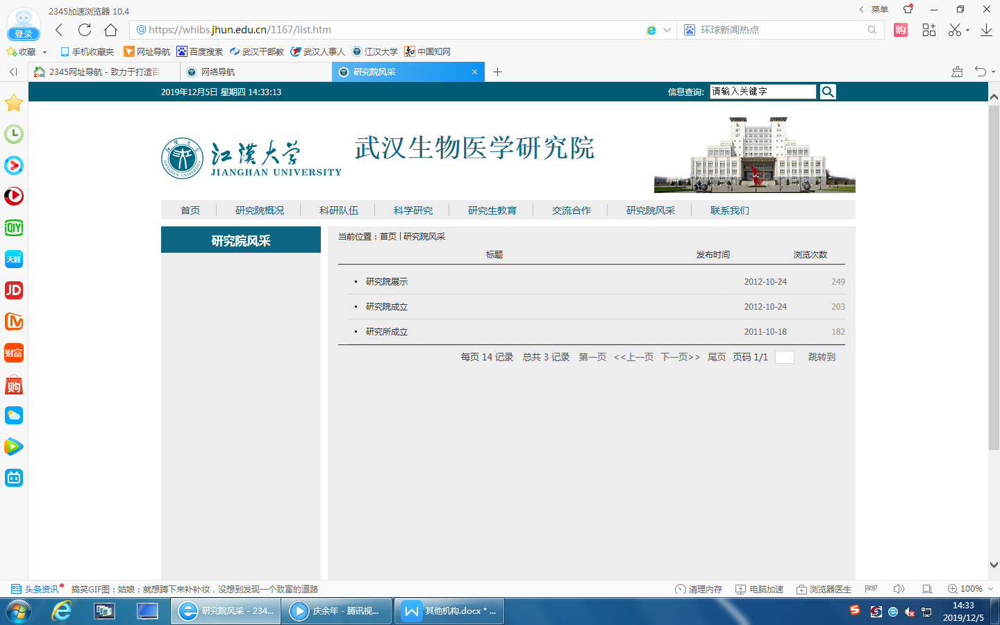 2345加速浏览器 10.4
菜单
登录
https://whibs.jhun.edu.cn/1167/list.htm
环球新闻热点
购
收藏
手机收藏夹
网址导航
百度搜索
武汉干部教
武汉人事人
江汉大学
中国知网
2345网址导航 - 致力于打造百
网络导航
研究院风采
2019年12月5日 星期四 14:33:13
信息查询:
请输入关键字
江漢大学
JIANGHAN UNIVERSITY
武汉生物医学研究院
首页
研究院概况
科研队伍
科学研究
研究生教育
交流合作
研究院风采
联系我们
研究院风采
当前位置：首页 | 研究院风采
标题 发布时间 浏览次数
研究院展示 2012-10-24 249
研究院成立 2012-10-24 203
研究所成立 2011-10-18 182
每页 14 记录 总共 3 记录 第一页 <<上一页 下一页>> 尾页 页码 1/1 跳转到
iQIYI
天涯
JD
财富
购
头条资讯
搞笑GIF图：姑娘：就想蹲下来补补妆，没想到发现一个致富的道路
清理内存
电脑加速
浏览器医生
100%
研究院风采 - 234...
庆余年 - 腾讯视...
其他机构.docx * ...
14:33
2019/12/5